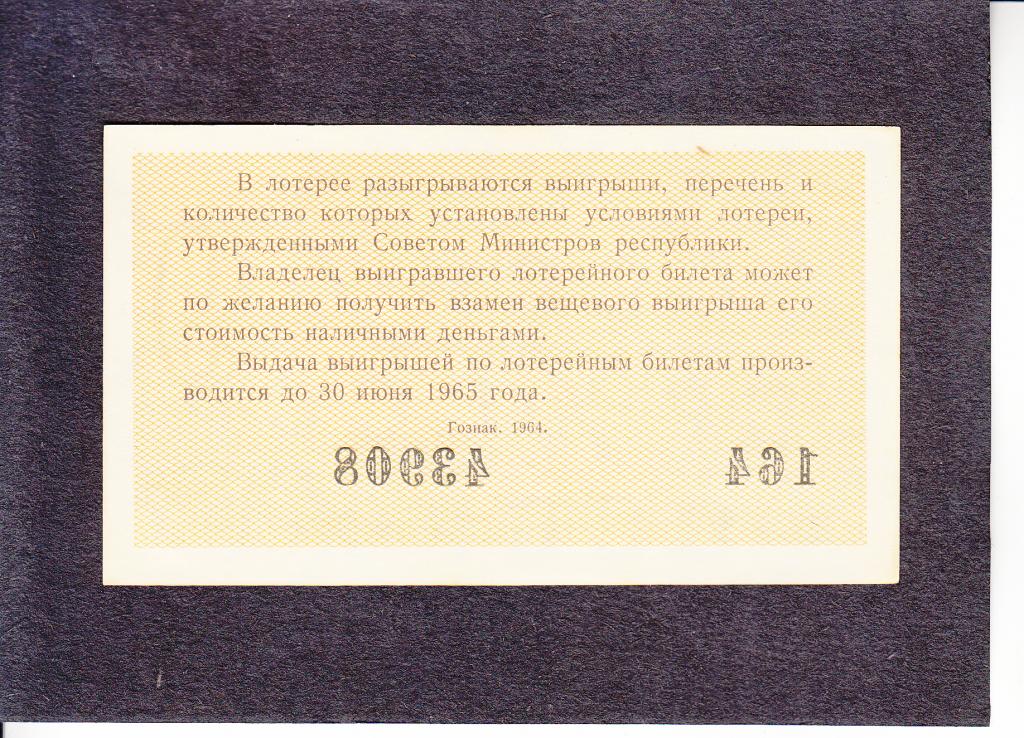 В лотерее разыгрываются выигрыши, перечень и
количество которых установлены условиями лотереи,
утвержденными Советом Министров республики.
Владелец выигравшего лотерейного билета может
по желанию получить взамен вещевого выигрыша его
стоимость наличными деньгами.
Выдача выигрышей по лотерейным билетам произ-
водится до 30 июня 1965 года.
Гознак. 1964.
43908 164